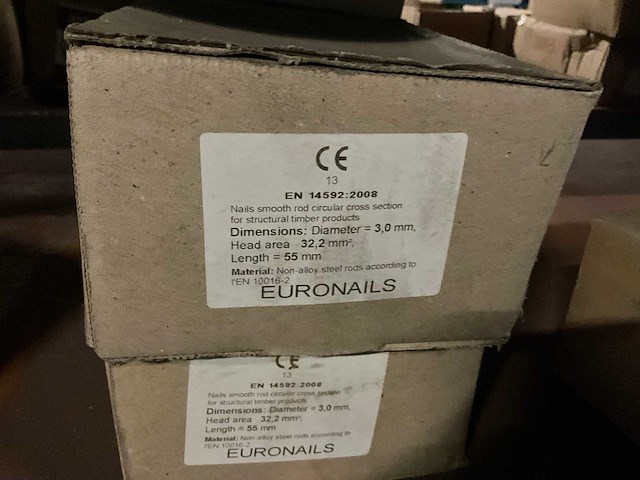 CE
13
EN 14592:2008
Nails smooth rod circular cross section
for structural timber products
Dimensions: Diameter = 3,0 mm,
Head area 32,2 mm²,
Length = 55 mm
Material: Non-alloy steel rods according to
l'EN 10016-2
EURONAILS
CE
13
EN 14592:2008
Nails smooth rod circular cross section
for structural timber products
Dimensions: Diameter = 3,0 mm,
Head area 32,2 mm²,
Length = 55 mm
Material: Non-alloy steel rods according to
l'EN 10016-2
EURONAILS